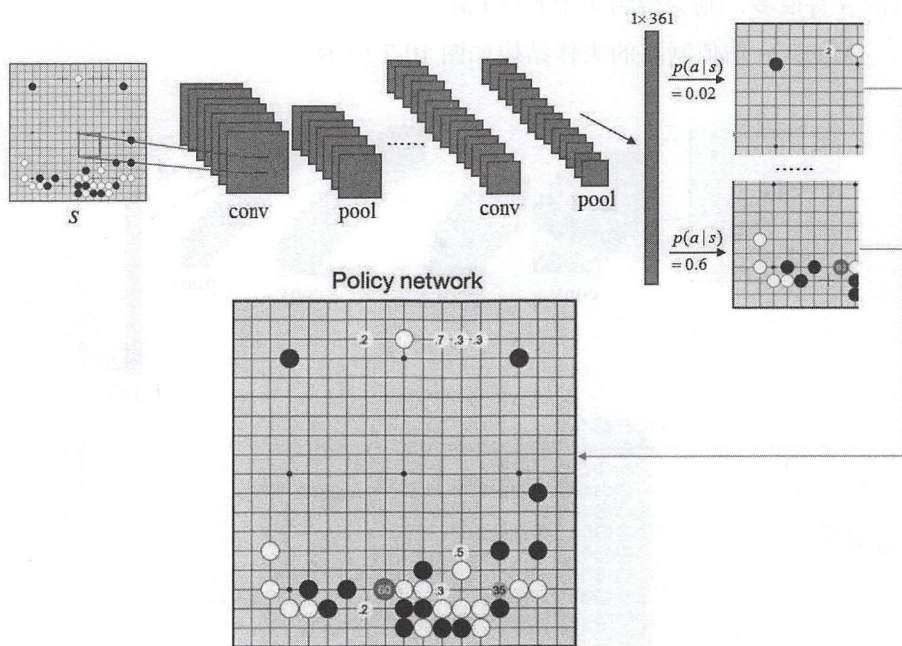 1×361
p(a|s)
=0.02
.2
......
S
conv
pool
......
conv
pool
p(a|s)
=0.6
60
Policy network
.2
.7 .3 .3
.5
60
.3
35
.2